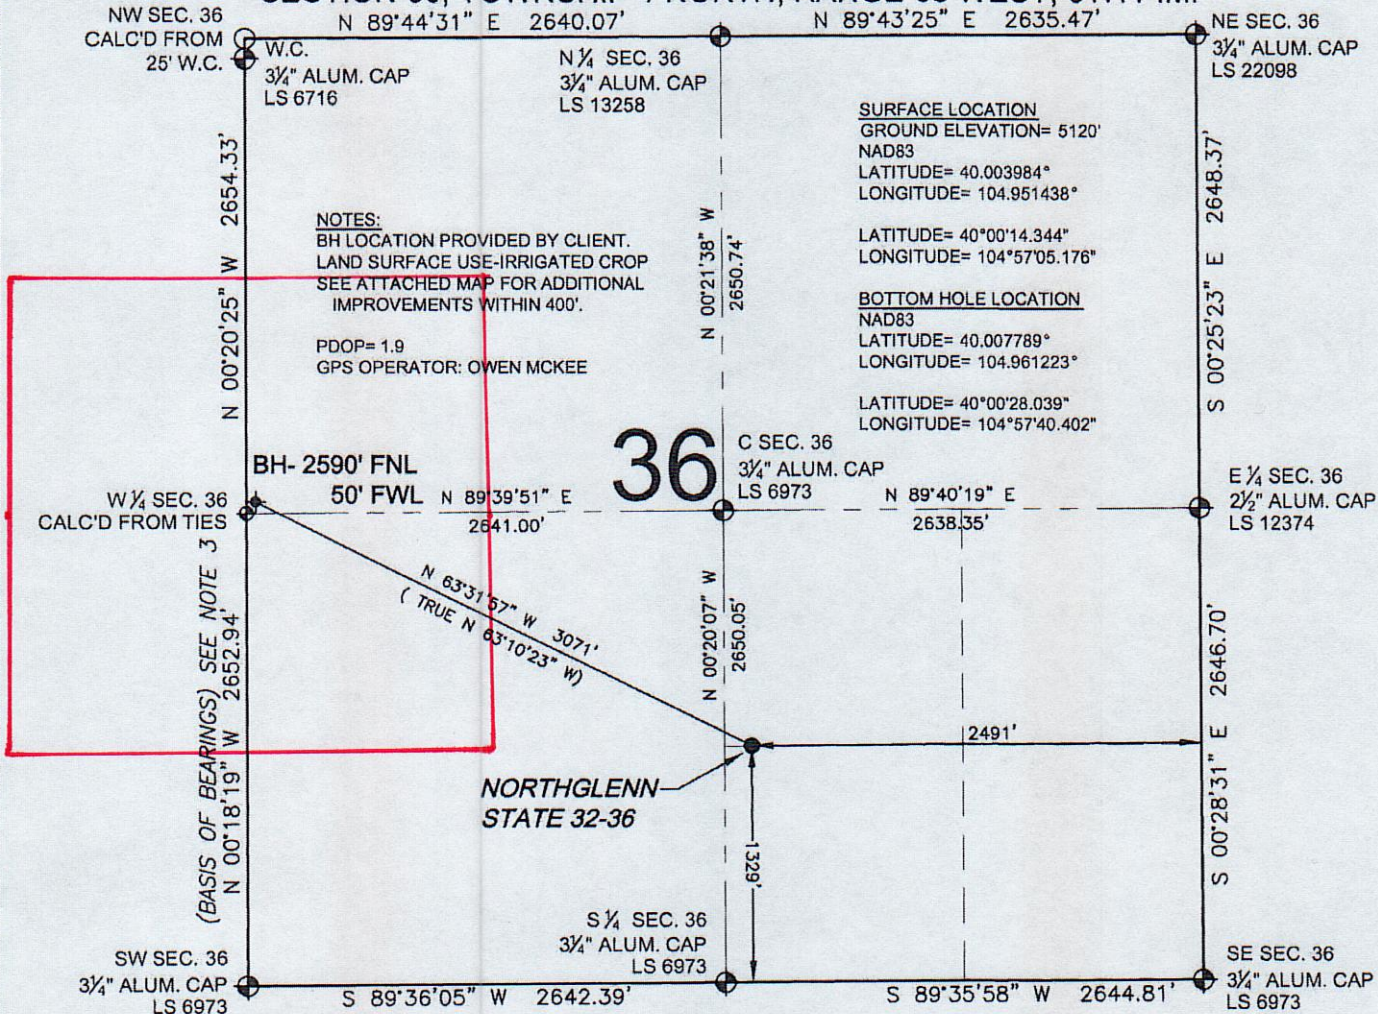 NW SEC. 36
CALC'D FROM
25' W.C.
W.C.
3¼" ALUM. CAP
LS 6716
N 89°44'31" E 2640.07'
N ¼ SEC. 36
3¼" ALUM. CAP
LS 13258
N 89°43'25" E 2635.47'
NE SEC. 36
3¼" ALUM. CAP
LS 22098
SURFACE LOCATION
GROUND ELEVATION= 5120'
NAD83
LATITUDE= 40.003984°
LONGITUDE= 104.951438°
LATITUDE= 40°00'14.344"
LONGITUDE= 104°57'05.176"
BOTTOM HOLE LOCATION
NAD83
LATITUDE= 40.007789°
LONGITUDE= 104.961223°
LATITUDE= 40°00'28.039"
LONGITUDE= 104°57'40.402"
NOTES:
BH LOCATION PROVIDED BY CLIENT.
LAND SURFACE USE-IRRIGATED CROP
SEE ATTACHED MAP FOR ADDITIONAL
IMPROVEMENTS WITHIN 400'.
PDOP= 1.9
GPS OPERATOR: OWEN MCKEE
N 00°20'25" W 2654.33'
N 00°21'38" W
2650.74'
S 00°25'23" E 2648.37'
36
BH- 2590' FNL
50' FWL
N 89°39'51" E
2641.00'
C SEC. 36
3¼" ALUM. CAP
LS 6973
N 89°40'19" E
2638.35'
W ¼ SEC. 36
CALC'D FROM TIES
E ¼ SEC. 36
2½" ALUM. CAP
LS 12374
(BASIS OF BEARINGS) SEE NOTE 3
N 00°18'19" W 2652.94'
N 63°31'57" W 3071'
( TRUE N 63°10'23" W)
N 00°20'07" W
2650.05'
2491'
S 00°28'31" E 2646.70'
NORTHGLENN
STATE 32-36
1329'
SW SEC. 36
3¼" ALUM. CAP
LS 6973
S 89°36'05" W 2642.39'
S ¼ SEC. 36
3¼" ALUM. CAP
LS 6973
S 89°35'58" W 2644.81'
SE SEC. 36
3¼" ALUM. CAP
LS 6973